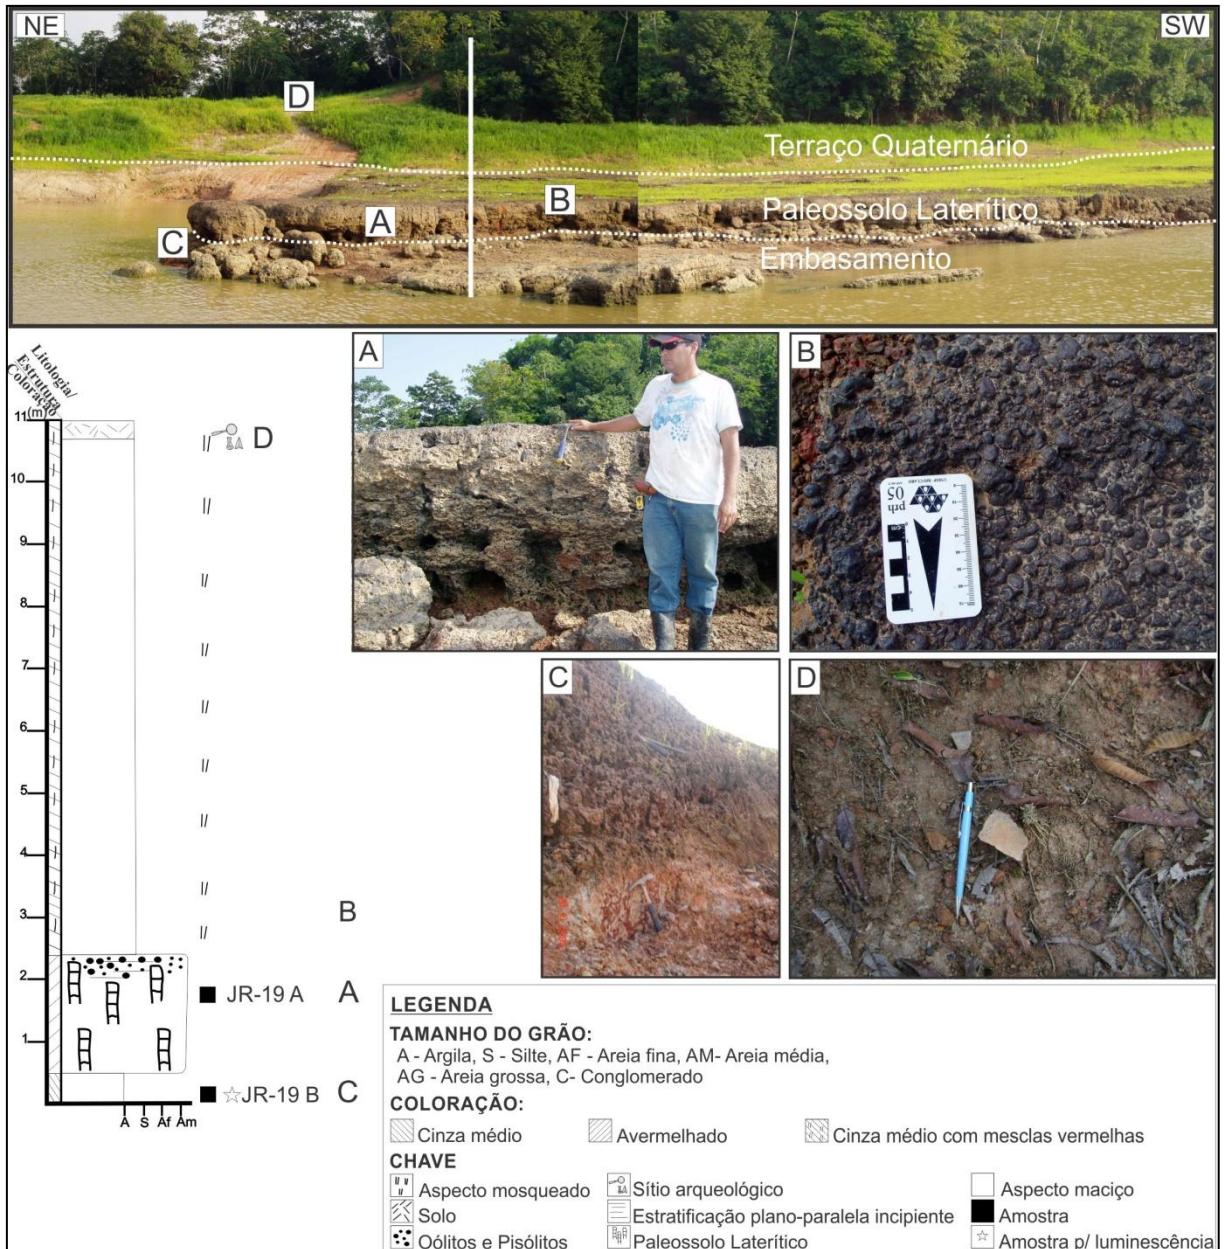 NE
SW
D
Terraço Quaternário
B
A
Paleossolo Laterítico
C
Embasamento
Litologia/
Estrutura
Coloração
(m)
11
10
9
8
7
6
5
4
3
2
1
D
B
JR-19 A
A
☆JR-19 B
C
A S Af Am
A
B
05
cm
C
D
LEGENDA
TAMANHO DO GRÃO:
A - Argila, S - Silte, AF - Areia fina, AM- Areia média,
AG - Areia grossa, C- Conglomerado
COLORAÇÃO:
Cinza médio
Avermelhado
Cinza médio com mesclas vermelhas
CHAVE
Aspecto mosqueado
Sítio arqueológico
Aspecto maciço
Solo
Estratificação plano-paralela incipiente
Amostra
Oólitos e Pisólitos
Paleossolo Laterítico
Amostra p/ luminescência